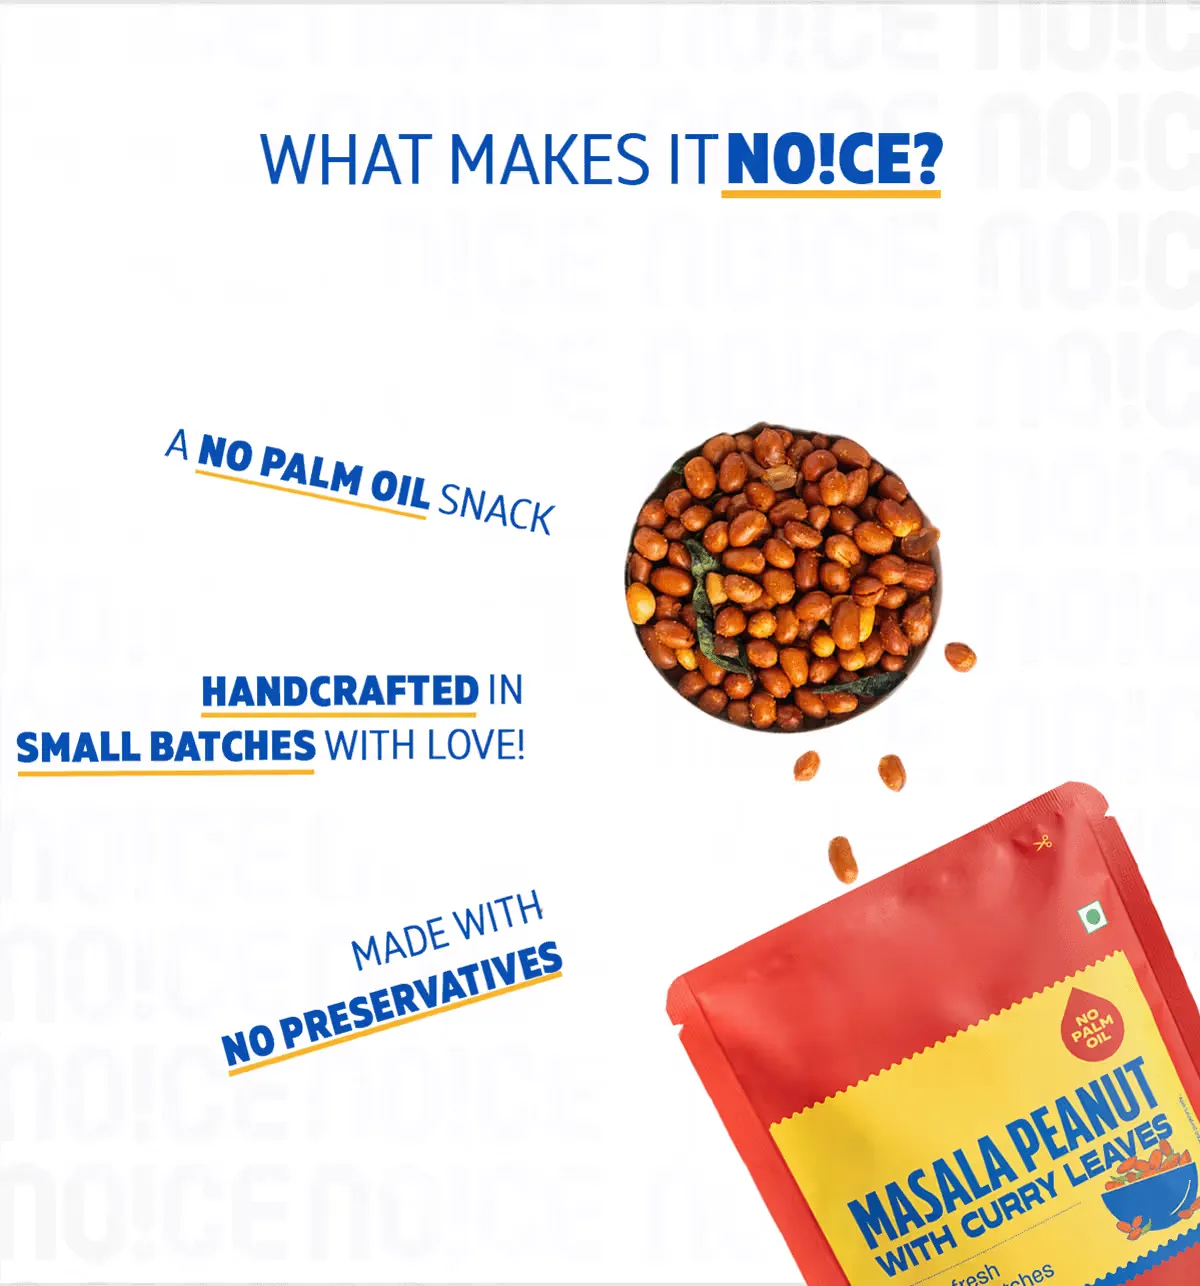 WHAT MAKES IT NO!CE?
A NO PALM OIL SNACK
HANDCRAFTED IN
SMALL BATCHES WITH LOVE!
MADE WITH
NO PRESERVATIVES
NO
PALM
OIL
MASALA PEANUT
WITH CURRY LEAVES
fresh